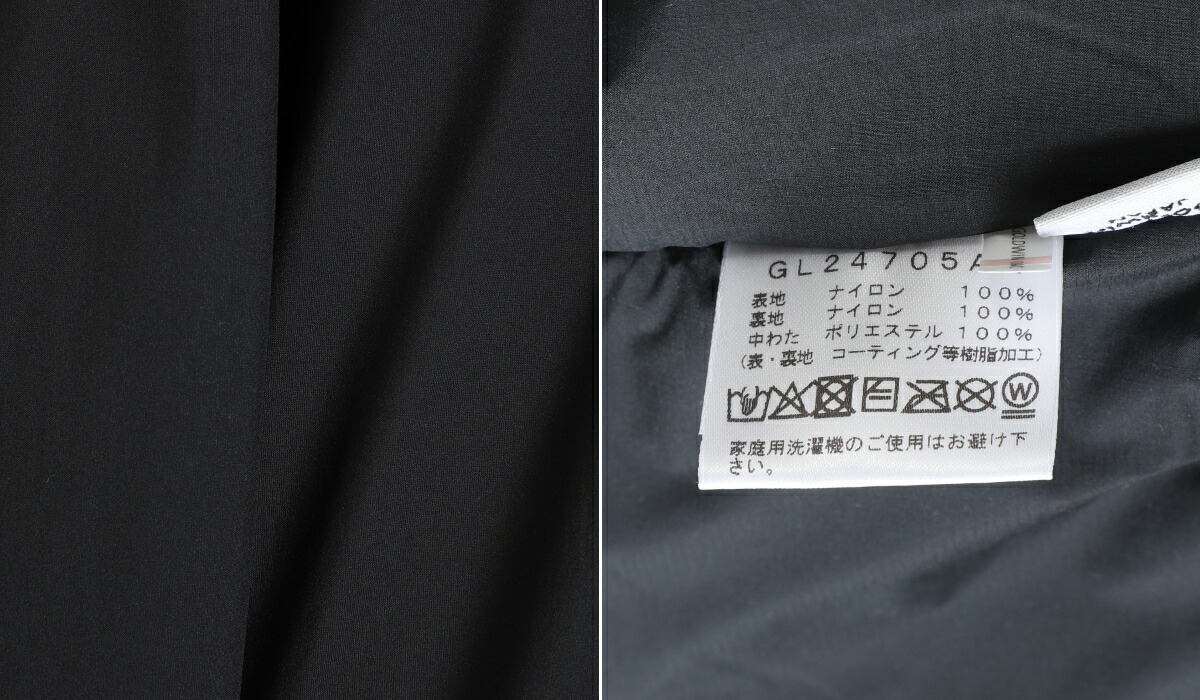 GL24705A
GOLDWIN
表地 ナイロン 100%
裏地 ナイロン 100%
中わた ポリエステル 100%
(表・裏地 コーティング等樹脂加工)
W
家庭用洗濯機のご使用はお避け下
さい。